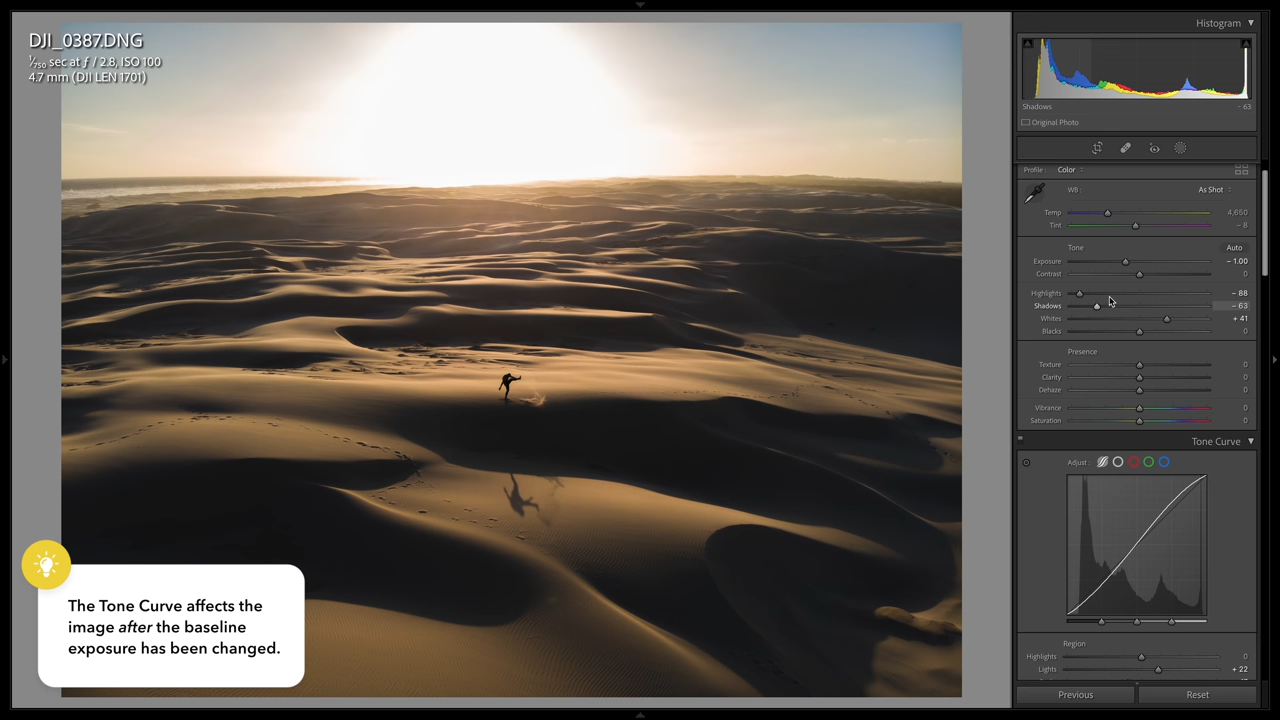 DJI_0387.DNG
1/750 sec at ƒ / 2.8, ISO 100
4.7 mm (DJI LEN 1701)
The Tone Curve affects the
image after the baseline
exposure has been changed.
Histogram
Shadows - 63
Original Photo
Profile : Color
WB : As Shot
Temp 4,650
Tint - 8
Tone Auto
Exposure - 1.00
Contrast 0
Highlights - 88
Shadows - 63
Whites + 41
Blacks 0
Presence
Texture 0
Clarity 0
Dehaze 0
Vibrance 0
Saturation 0
Tone Curve
Adjust :
Region
Highlights 0
Lights + 22
Previous Reset